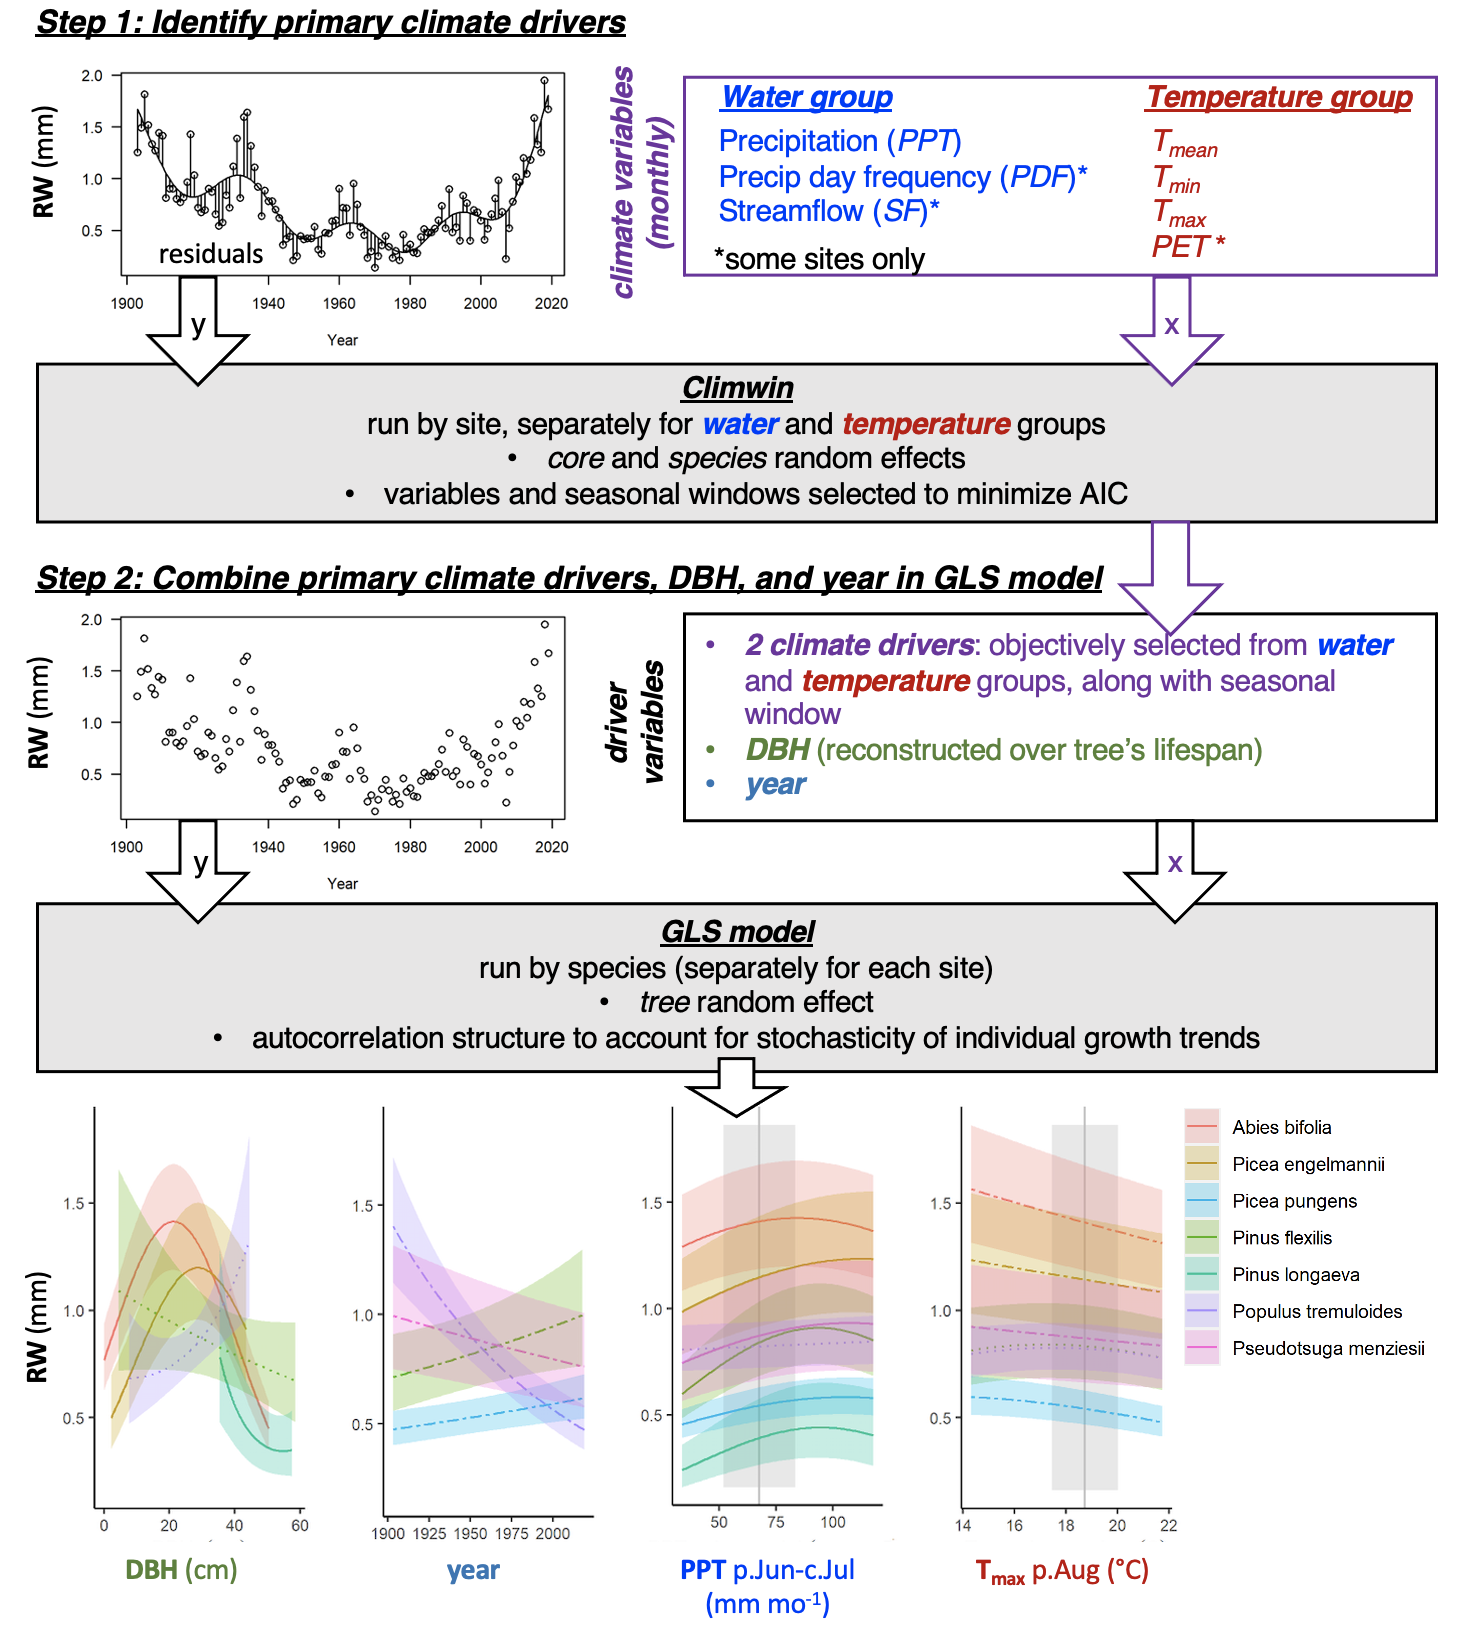 Step 1: Identify primary climate drivers
2.0
1.5
1.0
0.5
RW (mm)
residuals
1900
1940
1960
1980
2000
2020
Year
y
climate variables
(monthly)
Water group
Precipitation (PPT)
Precip day frequency (PDF)*
Streamflow (SF)*
*some sites only
Temperature group
Tmean
Tmin
Tmax
PET *
x
Climwin
run by site, separately for water and temperature groups
• core and species random effects
• variables and seasonal windows selected to minimize AIC
Step 2: Combine primary climate drivers, DBH, and year in GLS model
2.0
1.5
1.0
0.5
RW (mm)
1900
1940
1960
1980
2000
2020
Year
y
driver
variables
• 2 climate drivers: objectively selected from water
and temperature groups, along with seasonal
window
• DBH (reconstructed over tree's lifespan)
• year
x
GLS model
run by species (separately for each site)
• tree random effect
• autocorrelation structure to account for stochasticity of individual growth trends
RW (mm)
1.5
1.0
0.5
0 20 40 60
DBH (cm)
1.5
1.0
0.5
1900 1925 1950 1975 2000
year
1.5
1.0
0.5
50 75 100
PPT p.Jun-c.Jul
(mm mo-1)
1.5
1.0
0.5
14 16 18 20 22
Tmax p.Aug (°C)
Abies bifolia
Picea engelmannii
Picea pungens
Pinus flexilis
Pinus longaeva
Populus tremuloides
Pseudotsuga menziesii